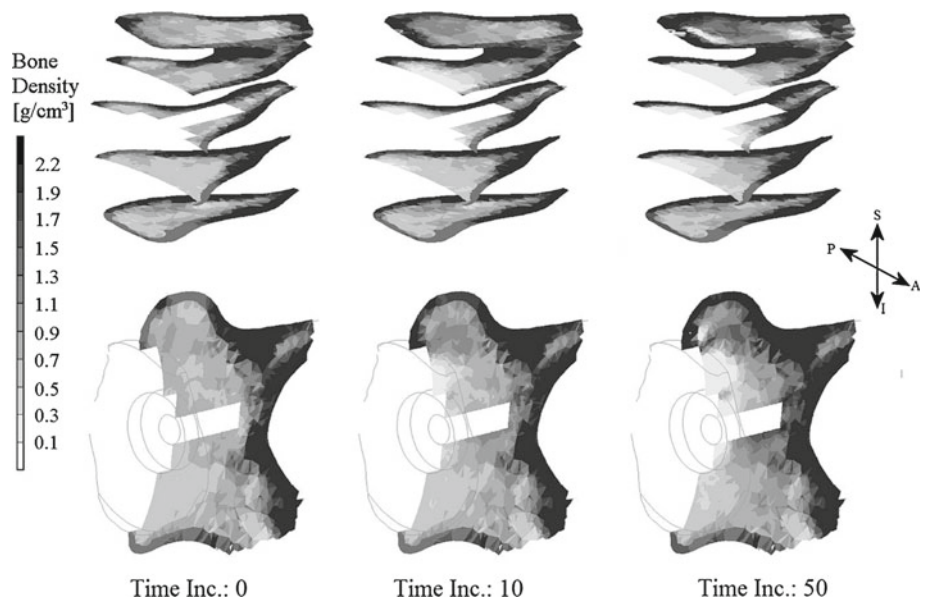 Bone
Density
[g/cm³]
2.2
1.9
1.7
1.5
1.3
1.1
0.9
0.7
0.5
0.3
0.1
S
P
A
I
Time Inc.: 0
Time Inc.: 10
Time Inc.: 50